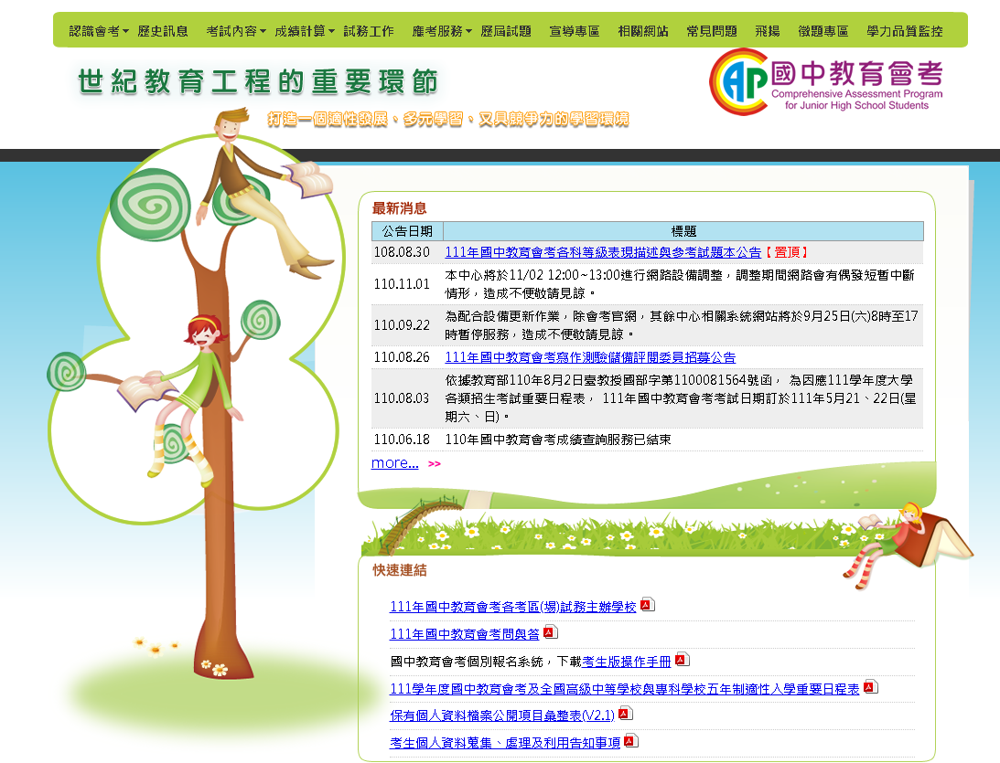 認識會考 歷史訊息 考試內容 成績計算 試務工作 應考服務 歷屆試題 宣導專區 相關網站 常見問題 飛揚 徵題專區 學力品質監控
世紀教育工程的重要環節
CAP國中教育會考
Comprehensive Assessment Program
for Junior High School Students
打造一個適性發展、多元學習、又具競爭力的學習環境
最新消息
公告日期 標題
108.08.30 111年國中教育會考各科等級表現描述與參考試題本公告【置頂】
110.11.01 本中心將於11/02 12:00~13:00進行網路設備調整，調整期間網路會有偶發短暫中斷
情形，造成不便敬請見諒。
110.09.22 為配合設備更新作業，除會考官網，其餘中心相關系統網站將於9月25日(六)8時至17
時暫停服務，造成不便敬請見諒。
110.08.26 111年國中教育會考寫作測驗儲備評閱委員招募公告
110.08.03 依據教育部110年8月2日臺教授國部字第1100081564號函， 為因應111學年度大學
各類招生考試重要日程表， 111年國中教育會考考試日期訂於111年5月21、22日(星
期六、日)。
110.06.18 110年國中教育會考成績查詢服務已結束
more... >>
快速連結
111年國中教育會考各考區(場)試務主辦學校
111年國中教育會考問與答
國中教育會考個別報名系統，下載考生版操作手冊
111學年度國中教育會考及全國高級中等學校與專科學校五年制適性入學重要日程表
保有個人資料檔案公開項目彙整表(V2.1)
考生個人資料蒐集、處理及利用告知事項